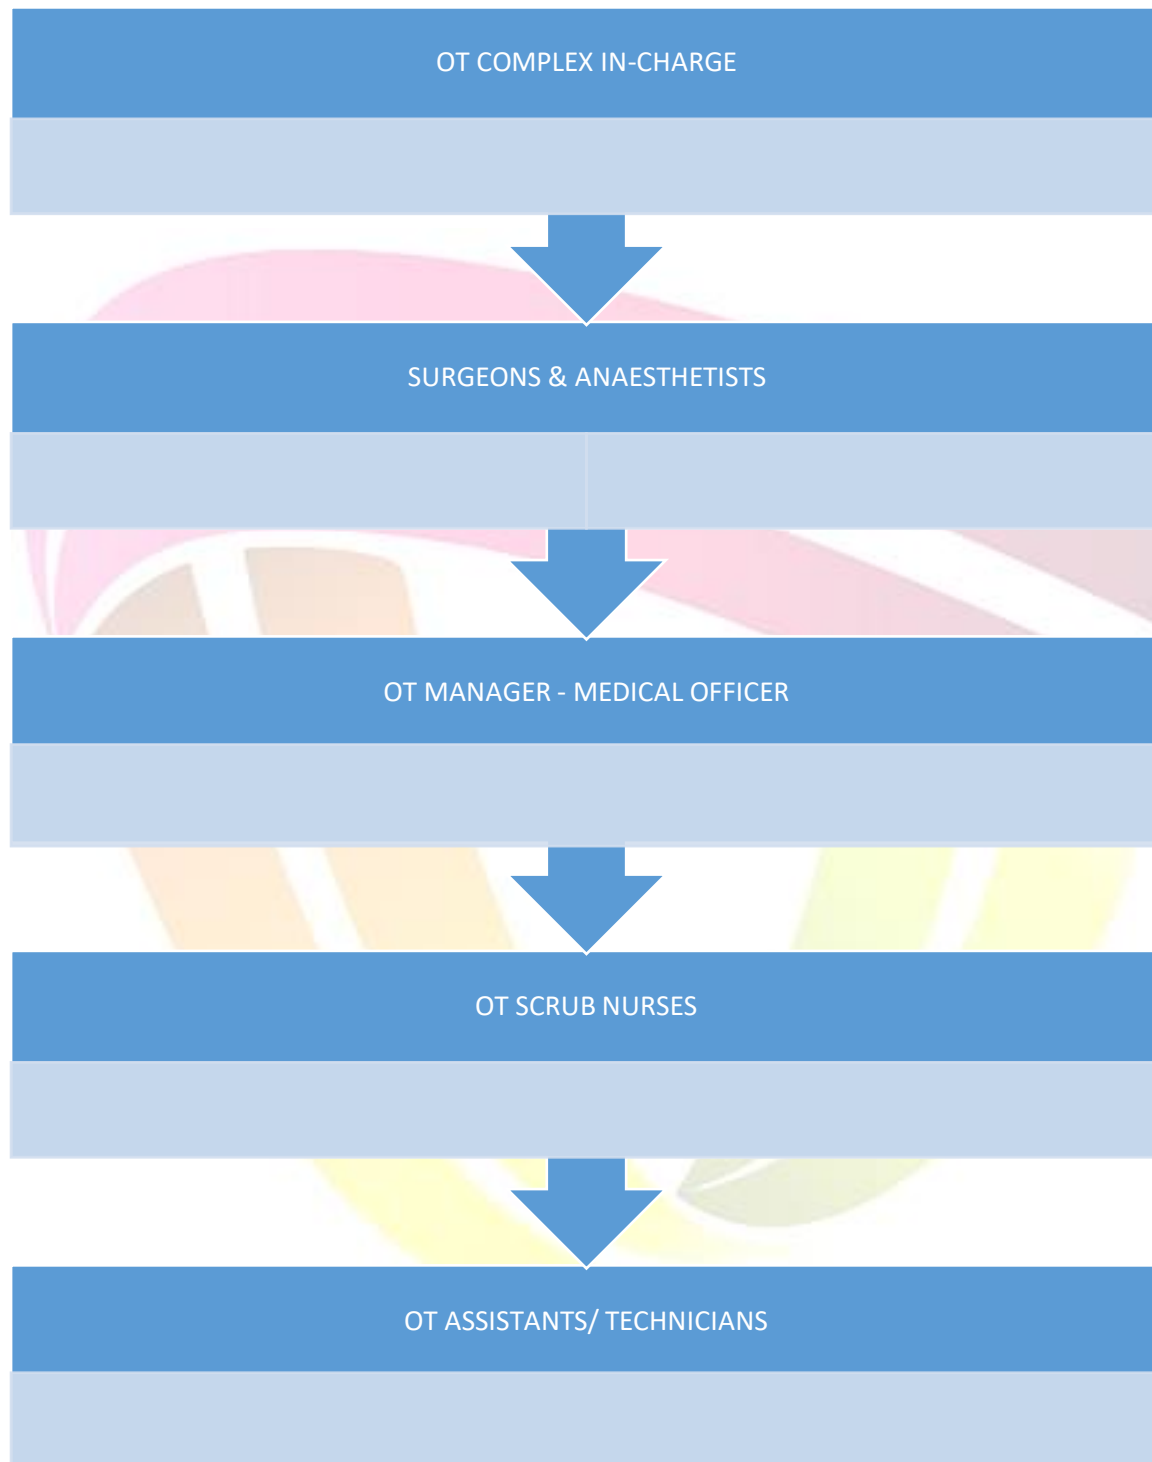 OT COMPLEX IN-CHARGE
SURGEONS & ANAESTHETISTS
OT MANAGER - MEDICAL OFFICER
OT SCRUB NURSES
OT ASSISTANTS/ TECHNICIANS